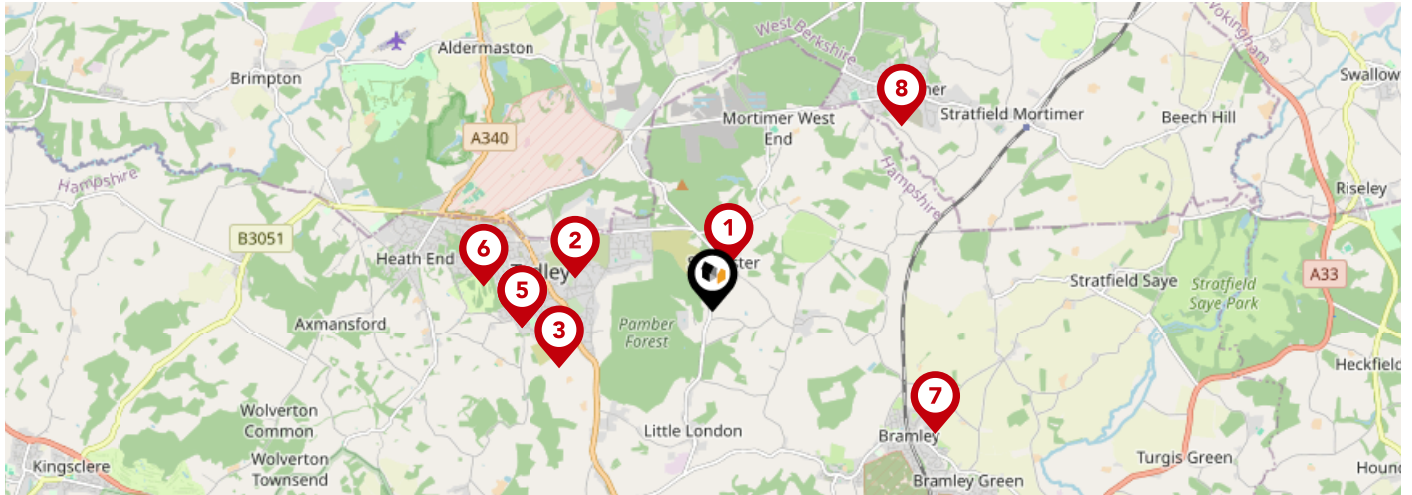 West Berkshire
Wokingham
Aldermaston
Brimpton
Swallow
8
Mortimer West
End
Stratfield Mortimer
Beech Hill
A340
Hampshire
Hampshire
Riseley
1
B3051
6
2
Heath End
Tadley
5
A33
Stratfield Saye
Stratfield
Saye Park
3
Axmansford
Pamber
Forest
Heckfield
7
Wolverton
Common
Little London
Bramley
Kingsclere
Wolverton
Townsend
Turgis Green
Bramley Green
Houn